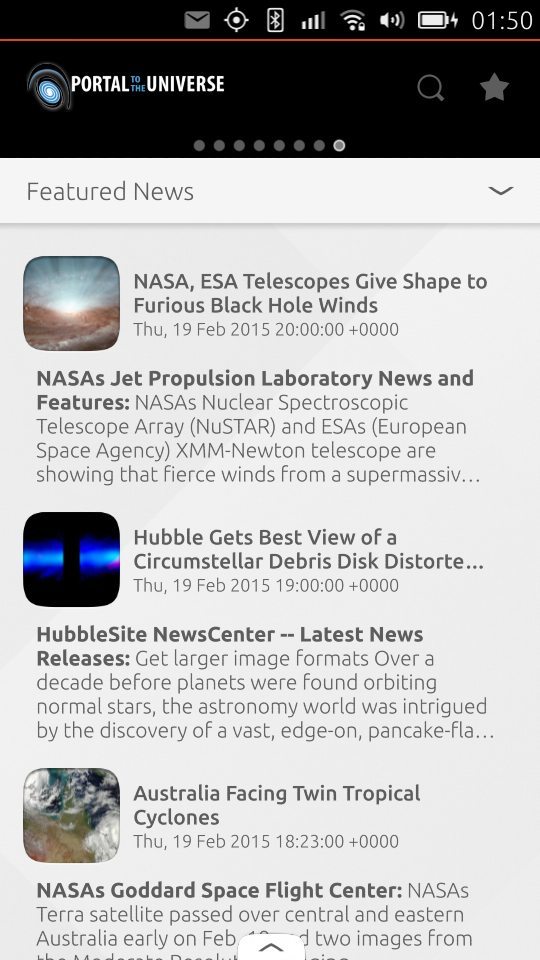 01:50
PORTAL TO THE UNIVERSE
Featured News
NASA, ESA Telescopes Give Shape to
Furious Black Hole Winds
Thu, 19 Feb 2015 20:00:00 +0000
NASAs Jet Propulsion Laboratory News and
Features: NASAs Nuclear Spectroscopic
Telescope Array (NuSTAR) and ESAs (European
Space Agency) XMM-Newton telescope are
showing that fierce winds from a supermassiv...
Hubble Gets Best View of a
Circumstellar Debris Disk Distorte...
Thu, 19 Feb 2015 19:00:00 +0000
HubbleSite NewsCenter -- Latest News
Releases: Get larger image formats Over a
decade before planets were found orbiting
normal stars, the astronomy world was intrigued
by the discovery of a vast, edge-on, pancake-fla...
Australia Facing Twin Tropical
Cyclones
Thu, 19 Feb 2015 18:23:00 +0000
NASAs Goddard Space Flight Center: NASAs
Terra satellite passed over central and eastern
Australia early on Feb. two images from
the Moderate